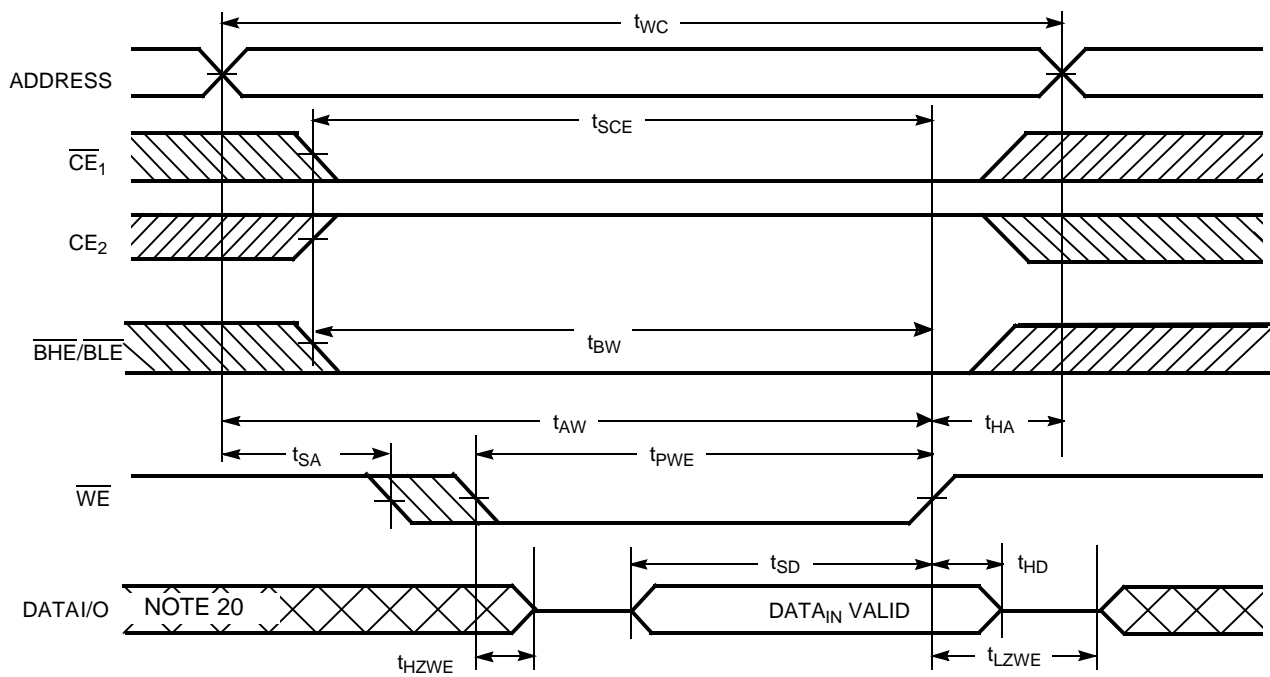 tWC
ADDRESS
tSCE
CE1
CE2
tBW
BHE/BLE
tAW
tHA
tSA
tPWE
WE
tSD
tHD
DATAI/O
NOTE 20
DATAIN VALID
tHZWE
tLZWE